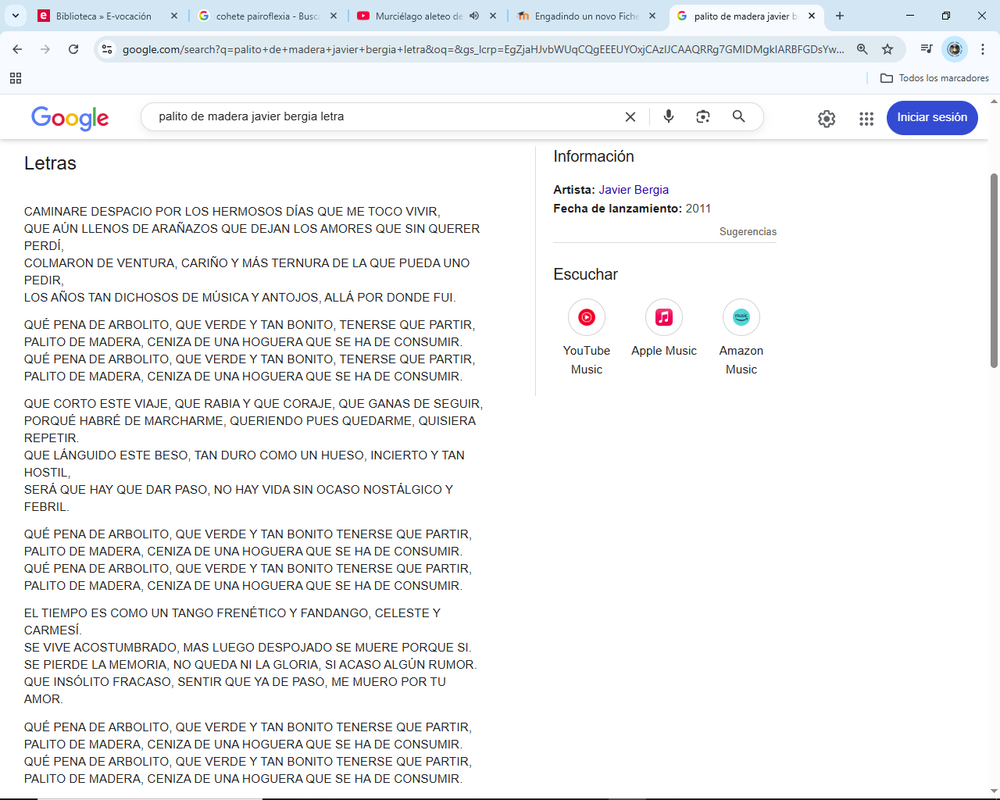 Biblioteca » E-vocación
cohete pairoflexia - Busca
Murciélago aleteo de
Engadindo un novo Fiche
palito de madera javier b
google.com/search?q=palito+de+madera+javier+bergia+letra&oq=&gs_lcrp=EgZjaHJvbWUqCQgEEEUYOxjCAzIJCAAQRRg7GMIDMgkIARBFGDsYw...
Todos los marcadores
Google
palito de madera javier bergia letra
Iniciar sesión
Letras
CAMINARE DESPACIO POR LOS HERMOSOS DÍAS QUE ME TOCO VIVIR,
QUE AÚN LLENOS DE ARAÑAZOS QUE DEJAN LOS AMORES QUE SIN QUERER
PERDÍ,
COLMARON DE VENTURA, CARIÑO Y MÁS TERNURA DE LA QUE PUEDA UNO
PEDIR,
LOS AÑOS TAN DICHOSOS DE MÚSICA Y ANTOJOS, ALLÁ POR DONDE FUI.
QUÉ PENA DE ARBOLITO, QUE VERDE Y TAN BONITO, TENERSE QUE PARTIR,
PALITO DE MADERA, CENIZA DE UNA HOGUERA QUE SE HA DE CONSUMIR.
QUÉ PENA DE ARBOLITO, QUE VERDE Y TAN BONITO, TENERSE QUE PARTIR,
PALITO DE MADERA, CENIZA DE UNA HOGUERA QUE SE HA DE CONSUMIR.
QUE CORTO ESTE VIAJE, QUE RABIA Y QUE CORAJE, QUE GANAS DE SEGUIR,
PORQUÉ HABRÉ DE MARCHARME, QUERIENDO PUES QUEDARME, QUISIERA
REPETIR.
QUE LÁNGUIDO ESTE BESO, TAN DURO COMO UN HUESO, INCIERTO Y TAN
HOSTIL,
SERÁ QUE HAY QUE DAR PASO, NO HAY VIDA SIN OCASO NOSTÁLGICO Y
FEBRIL.
QUÉ PENA DE ARBOLITO, QUE VERDE Y TAN BONITO TENERSE QUE PARTIR,
PALITO DE MADERA, CENIZA DE UNA HOGUERA QUE SE HA DE CONSUMIR.
QUÉ PENA DE ARBOLITO, QUE VERDE Y TAN BONITO TENERSE QUE PARTIR,
PALITO DE MADERA, CENIZA DE UNA HOGUERA QUE SE HA DE CONSUMIR.
EL TIEMPO ES COMO UN TANGO FRENÉTICO Y FANDANGO, CELESTE Y
CARMESÍ.
SE VIVE ACOSTUMBRADO, MAS LUEGO DESPOJADO SE MUERE PORQUE SI.
SE PIERDE LA MEMORIA, NO QUEDA NI LA GLORIA, SI ACASO ALGÚN RUMOR.
QUE INSÓLITO FRACASO, SENTIR QUE YA DE PASO, ME MUERO POR TU
AMOR.
QUÉ PENA DE ARBOLITO, QUE VERDE Y TAN BONITO TENERSE QUE PARTIR,
PALITO DE MADERA, CENIZA DE UNA HOGUERA QUE SE HA DE CONSUMIR.
QUÉ PENA DE ARBOLITO, QUE VERDE Y TAN BONITO TENERSE QUE PARTIR,
PALITO DE MADERA, CENIZA DE UNA HOGUERA QUE SE HA DE CONSUMIR.
Información
Artista: Javier Bergia
Fecha de lanzamiento: 2011
Sugerencias
Escuchar
YouTube Music
Apple Music
Amazon Music